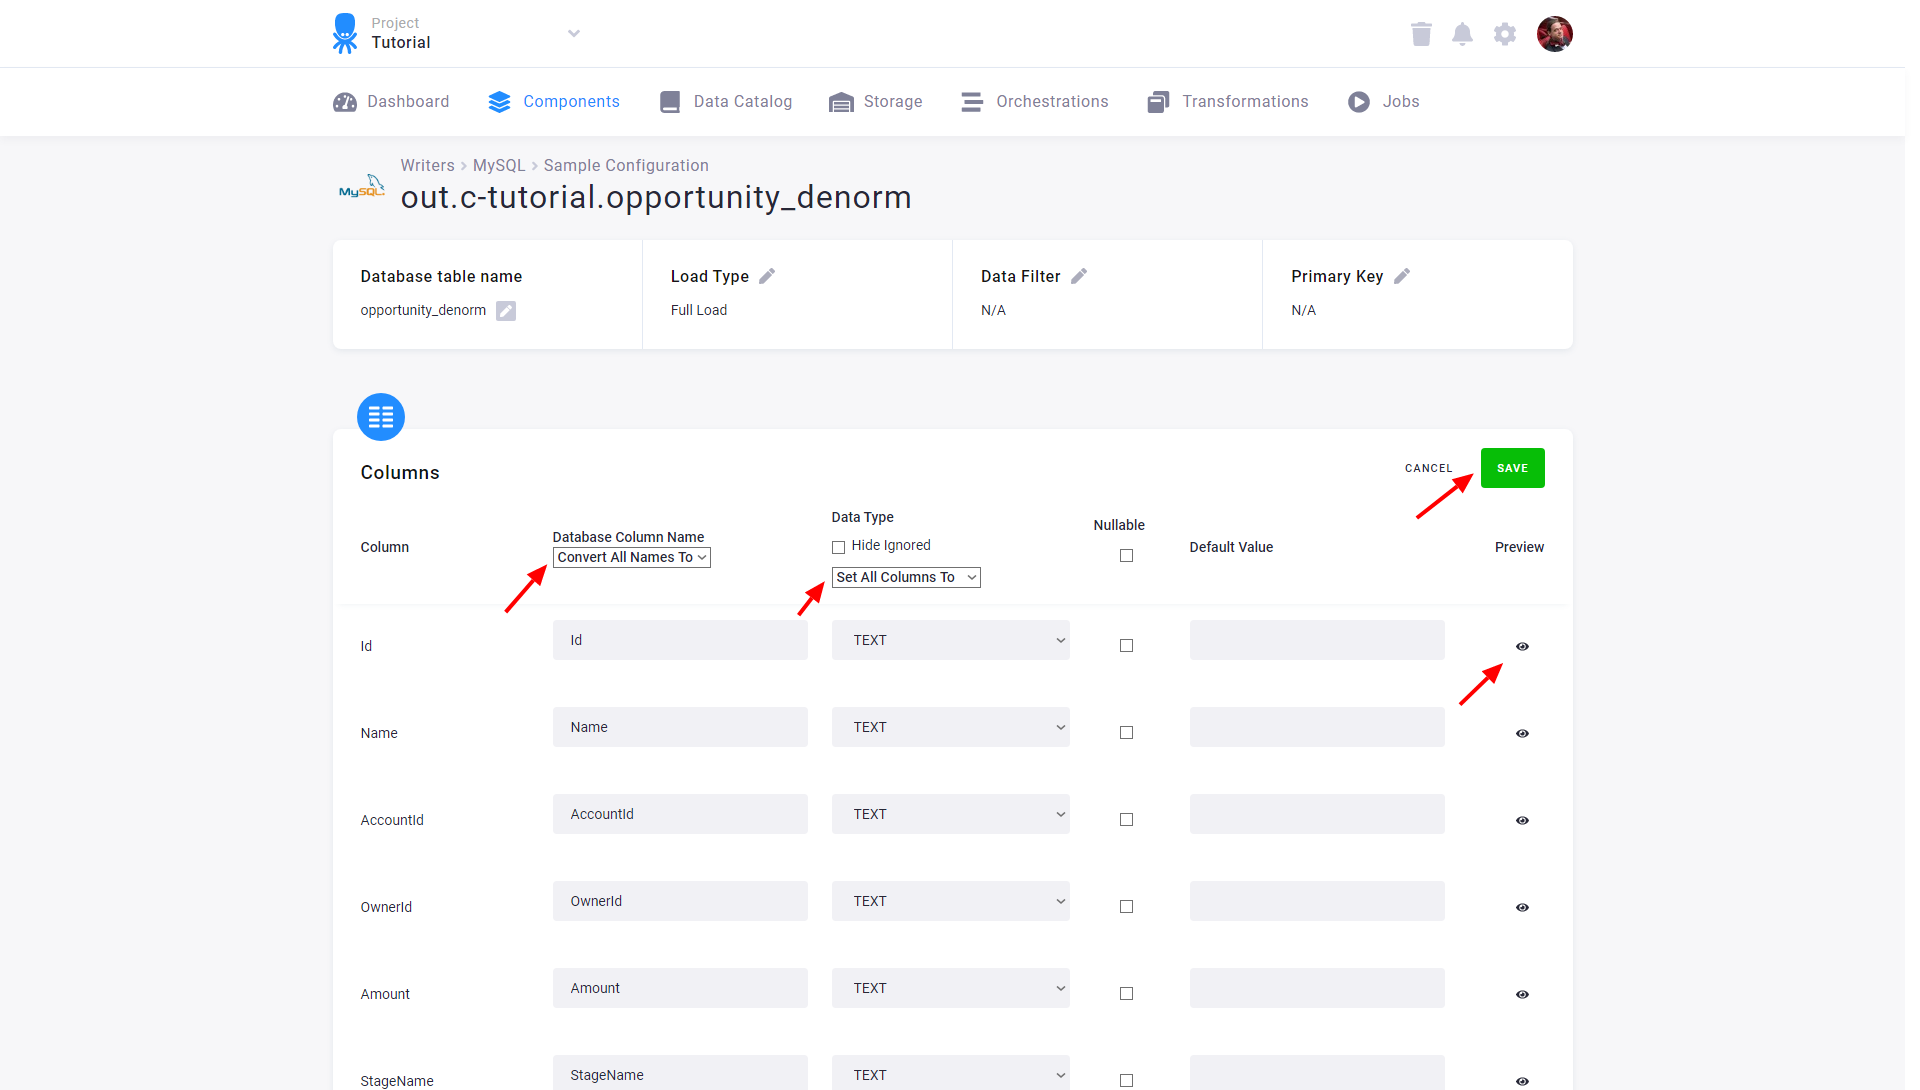 Project
Tutorial
Dashboard
Components
Data Catalog
Storage
Orchestrations
Transformations
Jobs
MySQL
Writers > MySQL > Sample Configuration
out.c-tutorial.opportunity_denorm
Database table name
opportunity_denorm
Load Type
Full Load
Data Filter
N/A
Primary Key
N/A
Columns
CANCEL
SAVE
Column
Database Column Name
Convert All Names To
Data Type
Hide Ignored
Set All Columns To
Nullable
Default Value
Preview
Id
Id
TEXT
Name
Name
TEXT
AccountId
AccountId
TEXT
OwnerId
OwnerId
TEXT
Amount
Amount
TEXT
StageName
StageName
TEXT